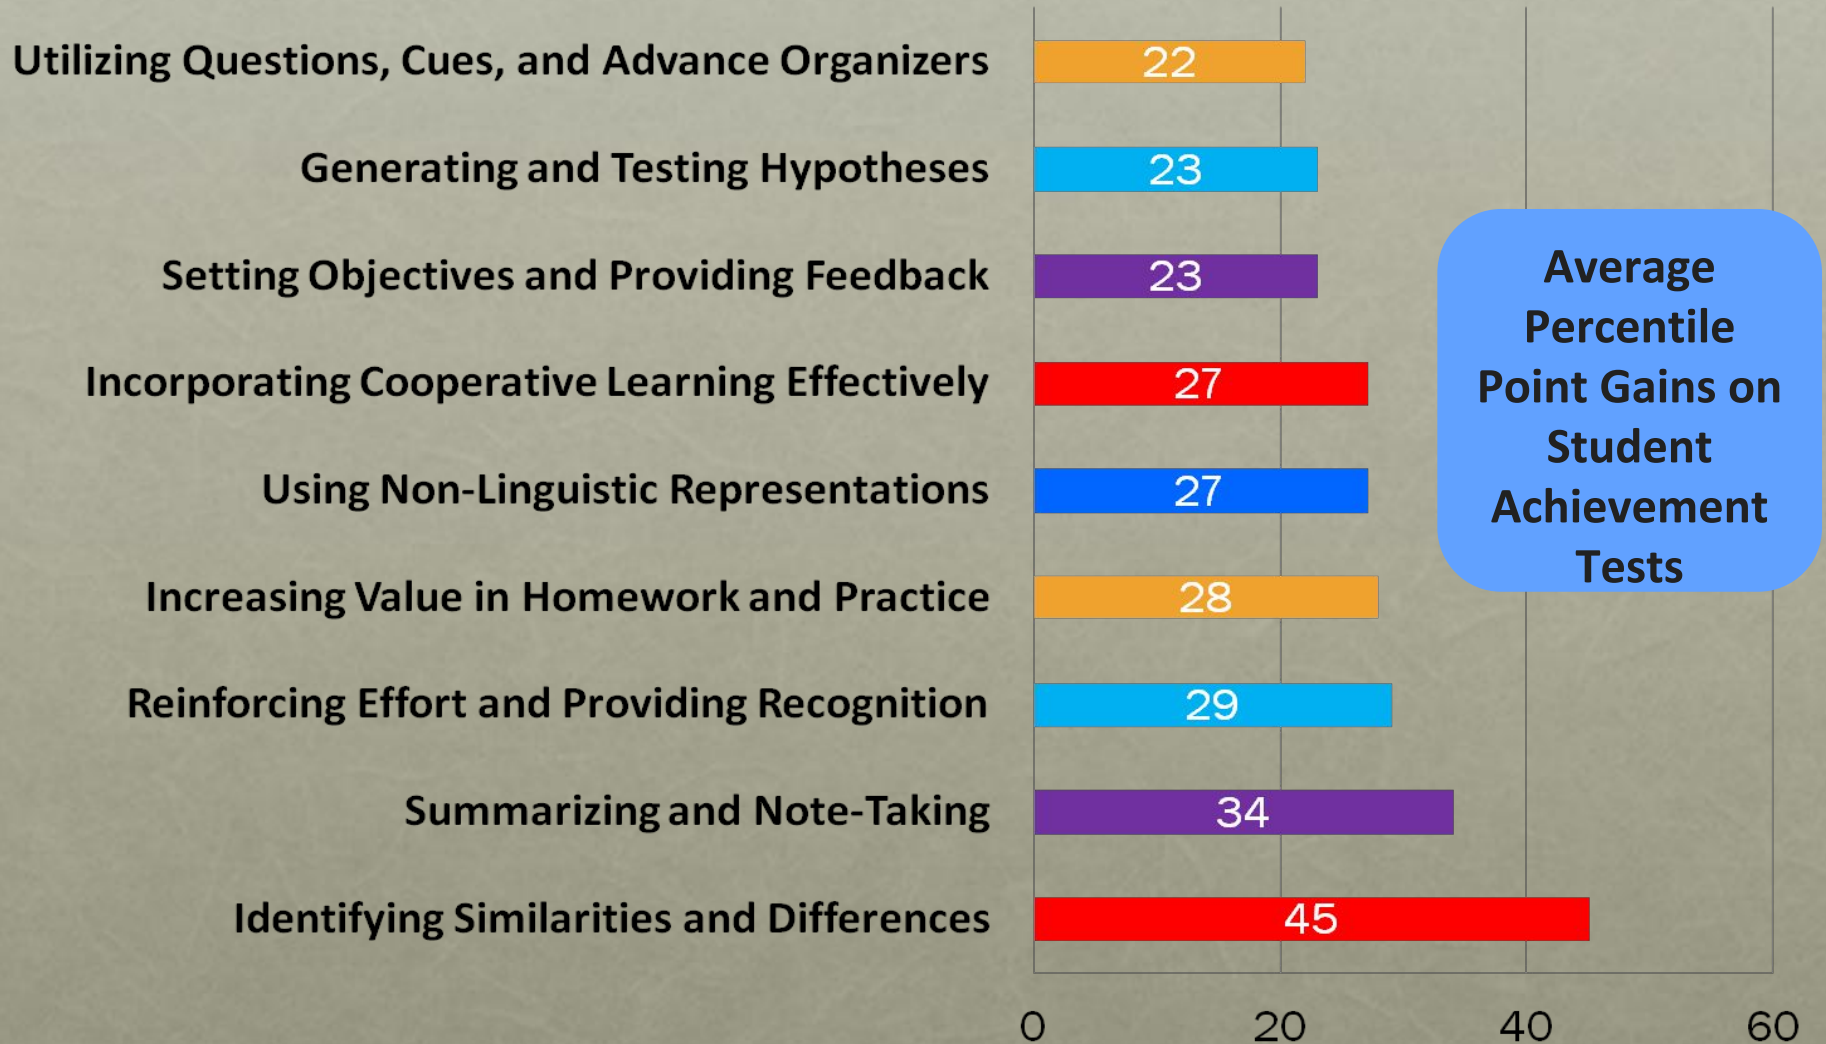 Utilizing Questions, Cues, and Advance Organizers 22
Generating and Testing Hypotheses 23
Setting Objectives and Providing Feedback 23
Incorporating Cooperative Learning Effectively 27
Using Non-Linguistic Representations 27
Increasing Value in Homework and Practice 28
Reinforcing Effort and Providing Recognition 29
Summarizing and Note-Taking 34
Identifying Similarities and Differences 45
0 20 40 60
Average
Percentile
Point Gains on
Student
Achievement
Tests